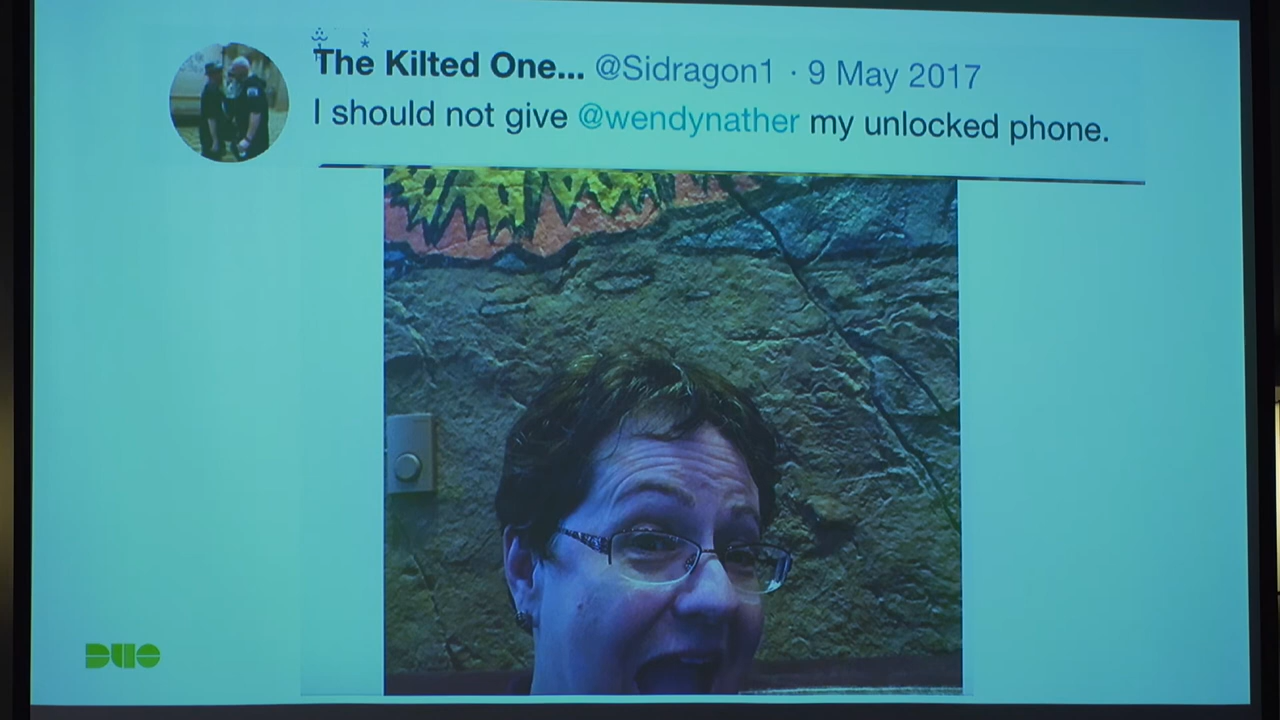 The Kilted One... @Sidragon1 · 9 May 2017
I should not give @wendynather my unlocked phone.
DUO